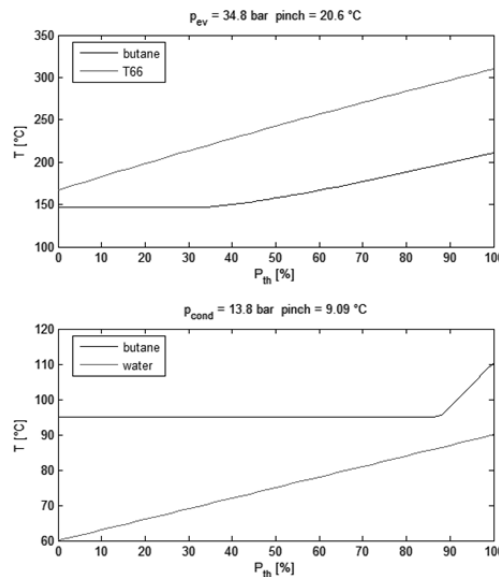 p_ev = 34.8 bar pinch = 20.6 °C
350
300
250
200
150
100
T [°C]
butane
T66
0 10 20 30 40 50 60 70 80 90 100
P_th [%]
p_cond = 13.8 bar pinch = 9.09 °C
120
110
100
90
80
70
60
T [°C]
butane
water
0 10 20 30 40 50 60 70 80 90 100
P_th [%]